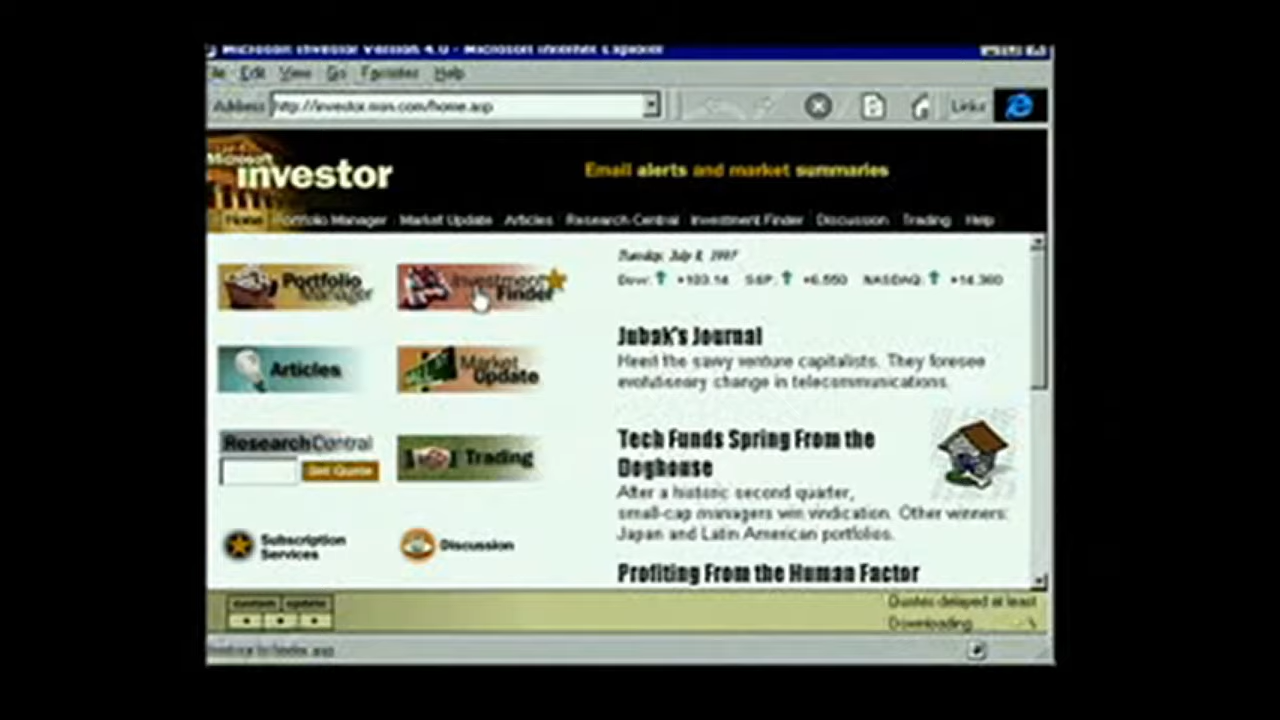 Microsoft Investor Version 4.0 - Microsoft Internet Explorer
Edit View Go Favorites Help
Address http://investor.msn.com/home.asp Links
Microsoft
investor
Email alerts and market summaries
Home Portfolio Manager Market Update Articles Research Central Investment Finder Discussion Trading Help
Portfolio
Manager
Investment
Finder
Articles
Market
Update
Research Central
Get Quote
Trading
Subscription
Services
Discussion
Tuesday, July 8, 1997
Dow: +103.14 S&P: +6.550 NASDAQ: +14.360
Jubak's Journal
Heed the savvy venture capitalists. They foresee
evolutionary change in telecommunications.
Tech Funds Spring From the
Doghouse
After a historic second quarter,
small-cap managers win vindication. Other winners:
Japan and Latin American portfolios.
Profiting From the Human Factor
custom update
Quotes delayed at least
Downloading